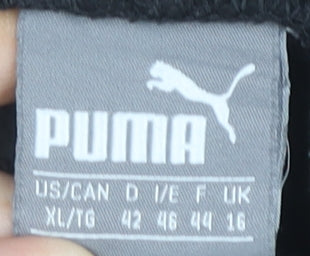 PUMA
US/CAN D I/E F UK
XL/TG 42 46 44 16